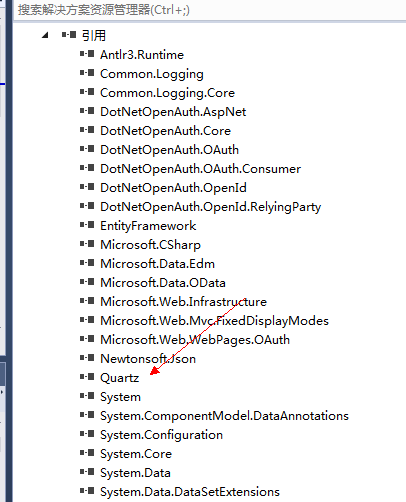 搜索解决方案资源管理器(Ctrl+;)
引用
Antlr3.Runtime
Common.Logging
Common.Logging.Core
DotNetOpenAuth.AspNet
DotNetOpenAuth.Core
DotNetOpenAuth.OAuth
DotNetOpenAuth.OAuth.Consumer
DotNetOpenAuth.OpenId
DotNetOpenAuth.OpenId.RelyingParty
EntityFramework
Microsoft.CSharp
Microsoft.Data.Edm
Microsoft.Data.OData
Microsoft.Web.Infrastructure
Microsoft.Web.Mvc.FixedDisplayModes
Microsoft.Web.WebPages.OAuth
Newtonsoft.Json
Quartz
System
System.ComponentModel.DataAnnotations
System.Configuration
System.Core
System.Data
System.Data.DataSetExtensions